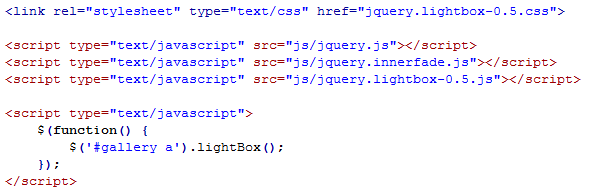 <link rel="stylesheet" type="text/css" href="jquery.lightbox-0.5.css">
<script type="text/javascript" src="js/jquery.js"></script>
<script type="text/javascript" src="js/jquery.innerfade.js"></script>
<script type="text/javascript" src="js/jquery.lightbox-0.5.js"></script>
<script type="text/javascript">
    $(function() {
        $('#gallery a').lightBox();
    });
</script>